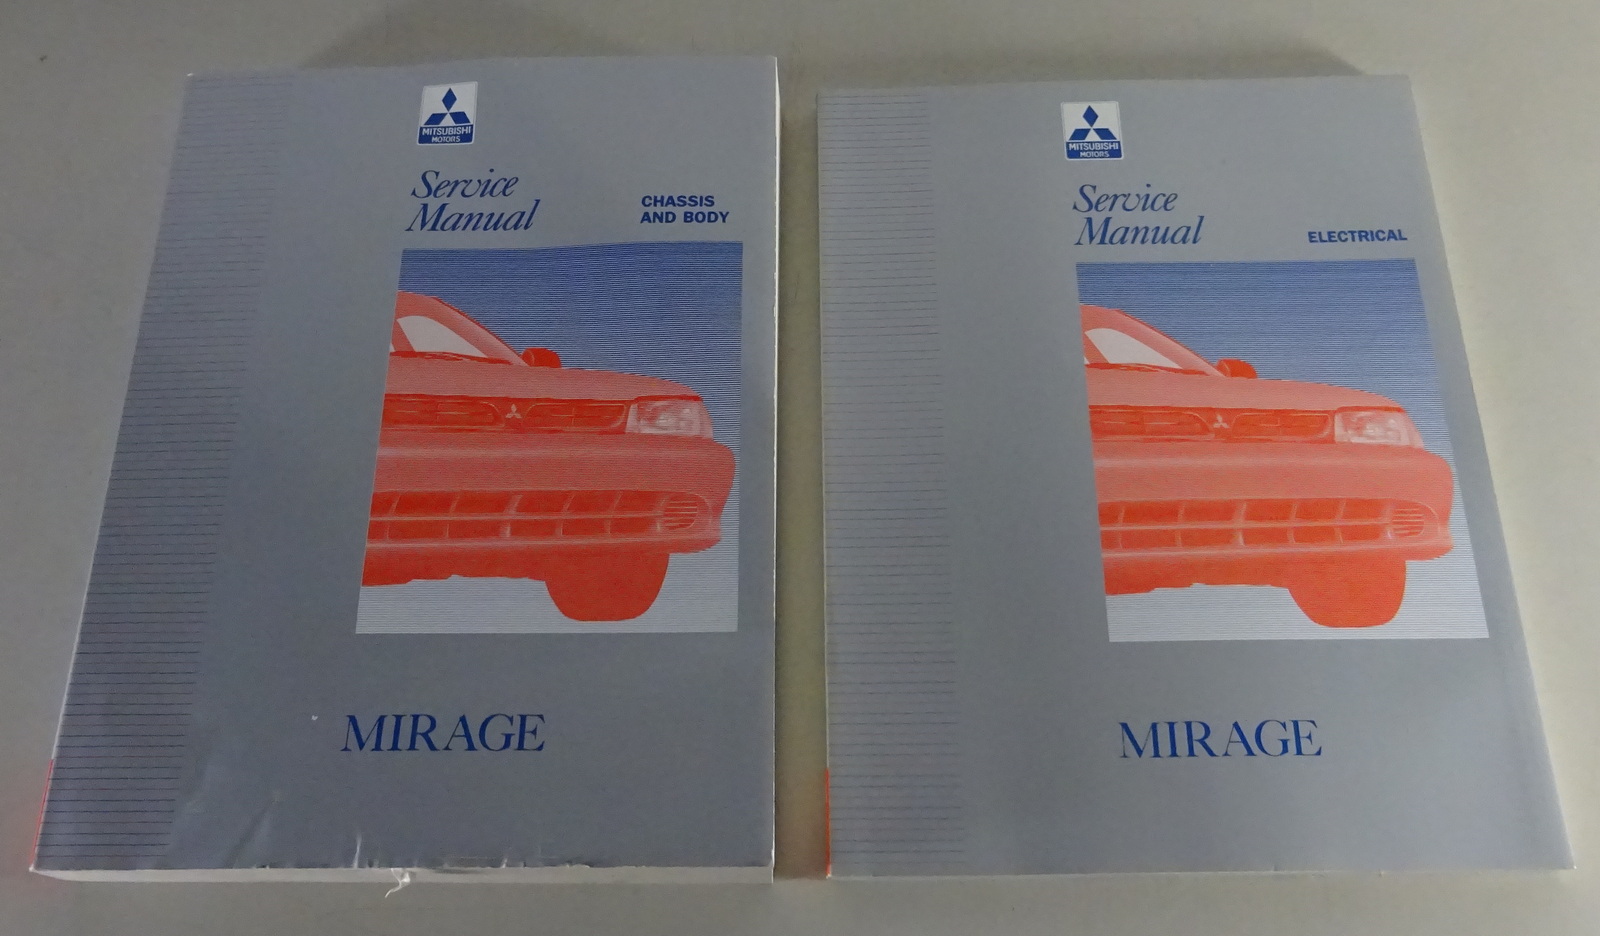 MITSUBISHI
MOTORS
Service
Manual
CHASSIS
AND BODY
MIRAGE
MITSUBISHI
MOTORS
Service
Manual
ELECTRICAL
MIRAGE